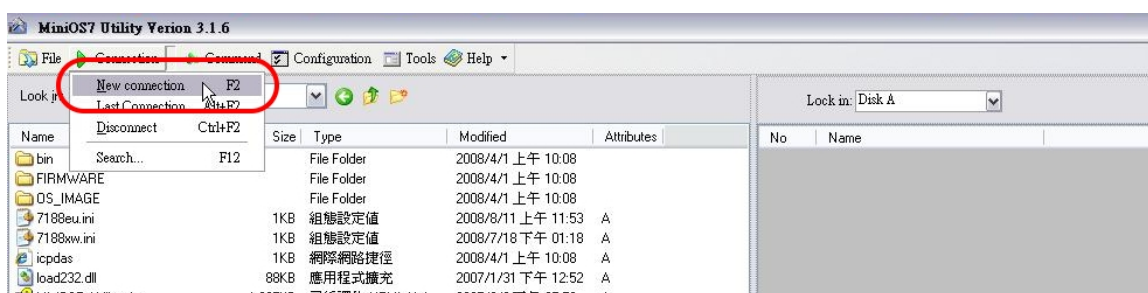 MiniOS7 Utility Verion 3.1.6
File Connection Command Configuration Tools Help
New connection F2
Look in: Lock in: Disk A
Last Connection Alt+F2
Disconnect Ctrl+F2
Name Size Type Modified Attributes No Name
Search... F12
bin File Folder 2008/4/1 上午 10:08
FIRMWARE File Folder 2008/4/1 上午 10:08
OS_IMAGE File Folder 2008/4/1 上午 10:08
7188eu.ini 1KB 組態設定值 2008/8/11 上午 11:53 A
7188xw.ini 1KB 組態設定值 2008/7/18 下午 01:18 A
icpdas 1KB 網際網路捷徑 2008/4/1 上午 10:08 A
load232.dll 88KB 應用程式擴充 2007/1/31 下午 12:52 A